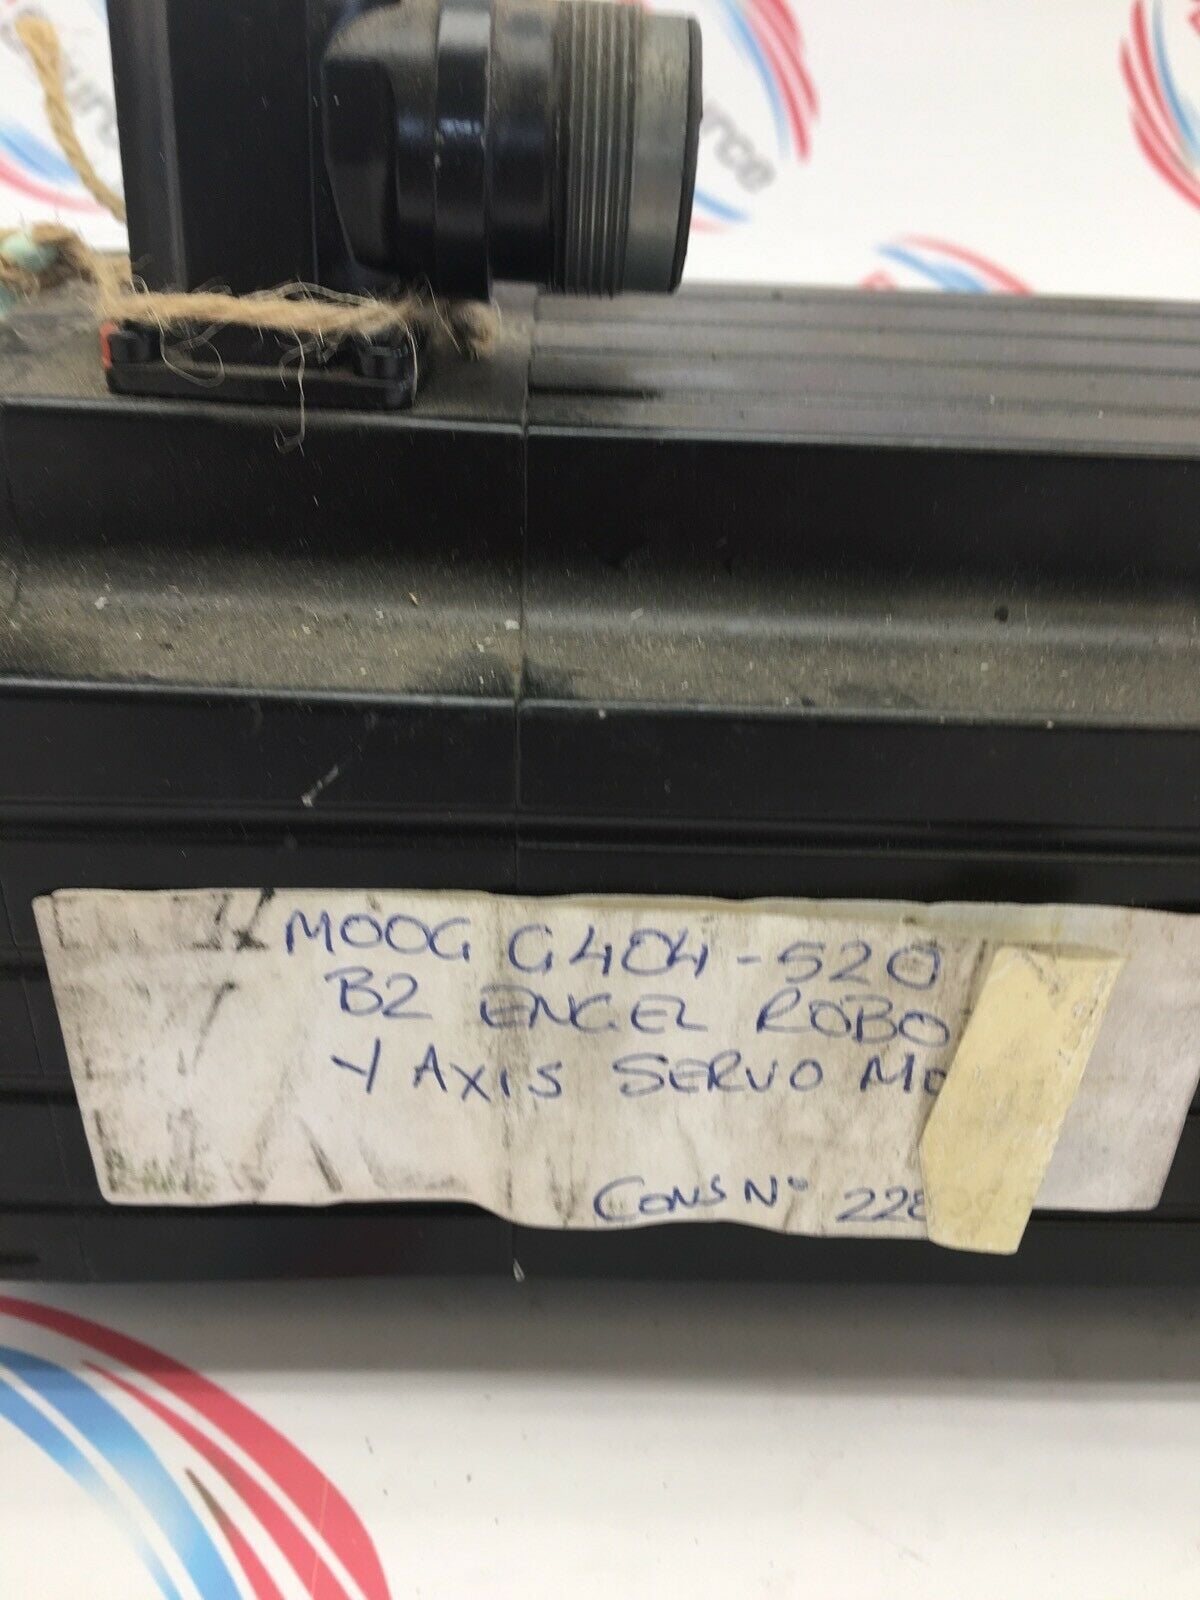 MOOG G404-520
B2 ENGEL ROBO
Y AXIS SERVO MO
CONS N° 228